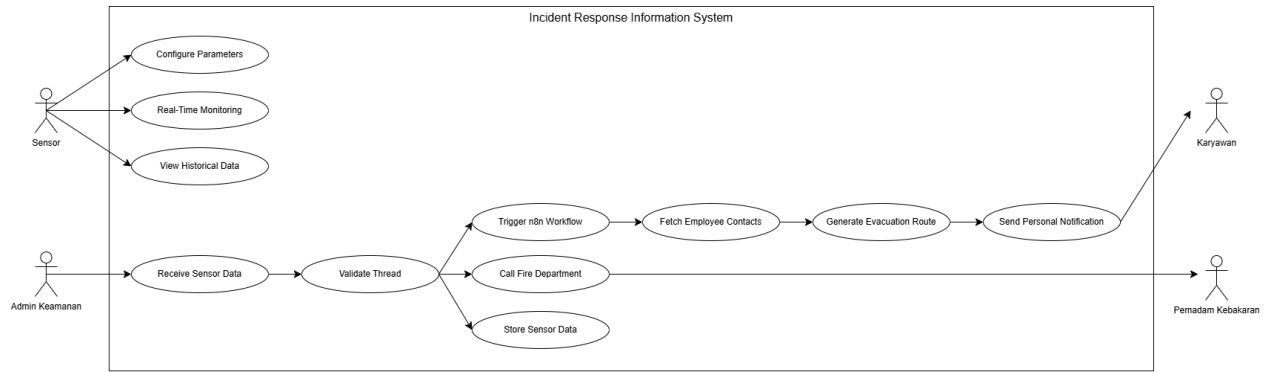 Incident Response Information System
Configure Parameters
Real-Time Monitoring
Sensor
Karyawan
View Historical Data
Trigger n8n Workflow
Fetch Employee Contacts
Generate Evacuation Route
Send Personal Notification
Receive Sensor Data
Validate Thread
Call Fire Department
Admin Keamanan
Pemadam Kebakaran
Store Sensor Data